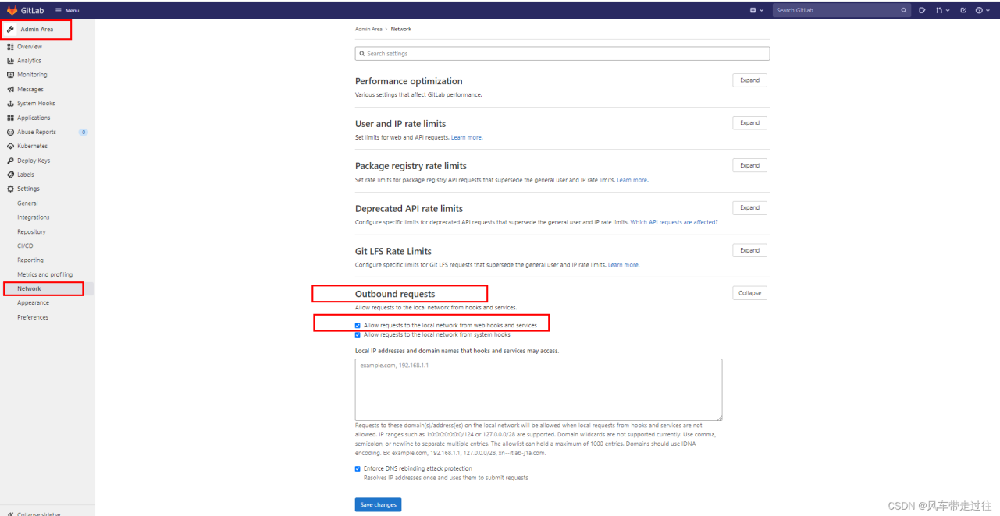 GitLab Menu Search GitLab
Admin Area
Overview
Analytics
Monitoring
Messages
System Hooks
Applications
Abuse Reports 0
Kubernetes
Deploy Keys
Labels
Settings
General
Integrations
Repository
CI/CD
Reporting
Metrics and profiling
Network
Appearance
Preferences
Collapse sidebar
Admin Area > Network
Search settings
Performance optimization Expand
Various settings that affect GitLab performance.
User and IP rate limits Expand
Set limits for web and API requests. Learn more.
Package registry rate limits Expand
Set rate limits for package registry API requests that supersede the general user and IP rate limits. Learn more.
Deprecated API rate limits Expand
Configure specific limits for deprecated API requests that supersede the general user and IP rate limits. Which API requests are affected?
Git LFS Rate Limits Expand
Configure specific limits for Git LFS requests that supersede the general user and IP rate limits. Learn more.
Outbound requests Collapse
Allow requests to the local network from hooks and services.
Allow requests to the local network from web hooks and services
Allow requests to the local network from system hooks
Local IP addresses and domain names that hooks and services may access.
example.com, 192.168.1.1
Requests to these domain(s)/address(es) on the local network will be allowed when local requests from hooks and services are not
allowed. IP ranges such as 1:0:0:0:0:0:0:0/124 or 127.0.0.0/28 are supported. Domain wildcards are not supported currently. Use comma,
semicolon, or newline to separate multiple entries. The allowlist can hold a maximum of 1000 entries. Domains should use IDNA
encoding. Ex: example.com, 192.168.1.1, 127.0.0.0/28, xn--itlab-j1a.com.
Enforce DNS rebinding attack protection
Resolves IP addresses once and uses them to submit requests
Save changes
CSDN @风车带走过往